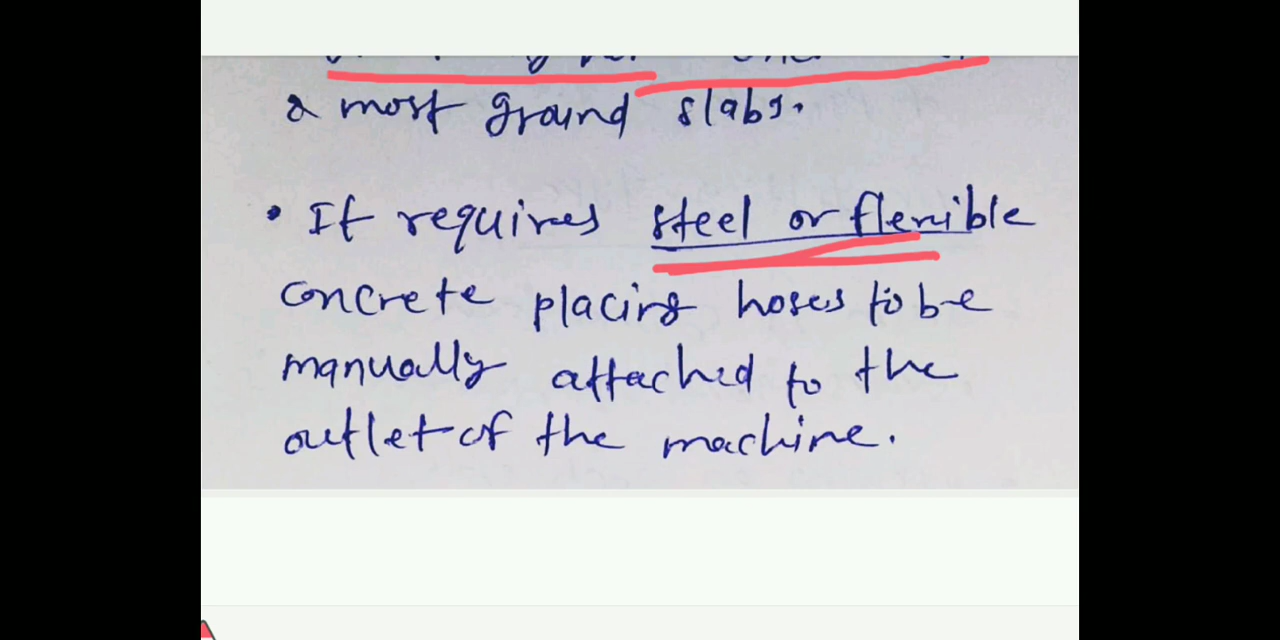 & most ground slabs.
• It requires steel or flexible
concrete placing hoses to be
manually attached to the
outlet of the machine.